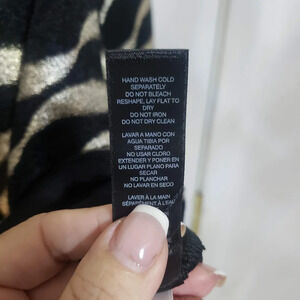 HAND WASH COLD
SEPARATELY
DO NOT BLEACH
RESHAPE, LAY FLAT TO
DRY
DO NOT IRON
DO NOT DRY CLEAN
LAVAR A MANO CON
AGUA TIBIA POR
SEPARADO
NO USAR CLORO
EXTENDER Y PONER EN
UN LUGAR PLANO PARA
SECAR
NO PLANCHAR
NO LAVAR EN SECO
LAVER À LA MAIN
SÉPARÉMENT À L'EAU